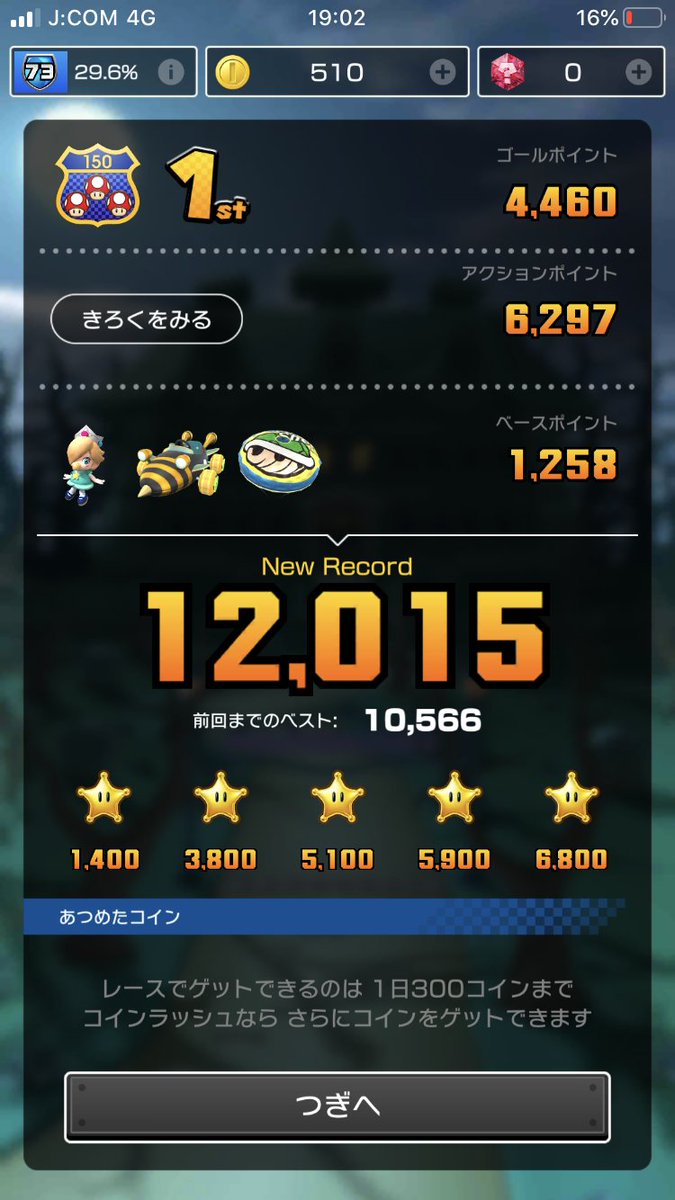 J:COM 4G 19:02 16%
73 29.6% i 510 + ? 0 +
150 1st ゴールポイント
4,460
アクションポイント
きろくをみる 6,297
ベースポイント
1,258
New Record
12,015
前回までのベスト: 10,566
1,400 3,800 5,100 5,900 6,800
あつめたコイン
レースでゲットできるのは 1日300コインまで
コインラッシュなら さらにコインをゲットできます
つぎへ